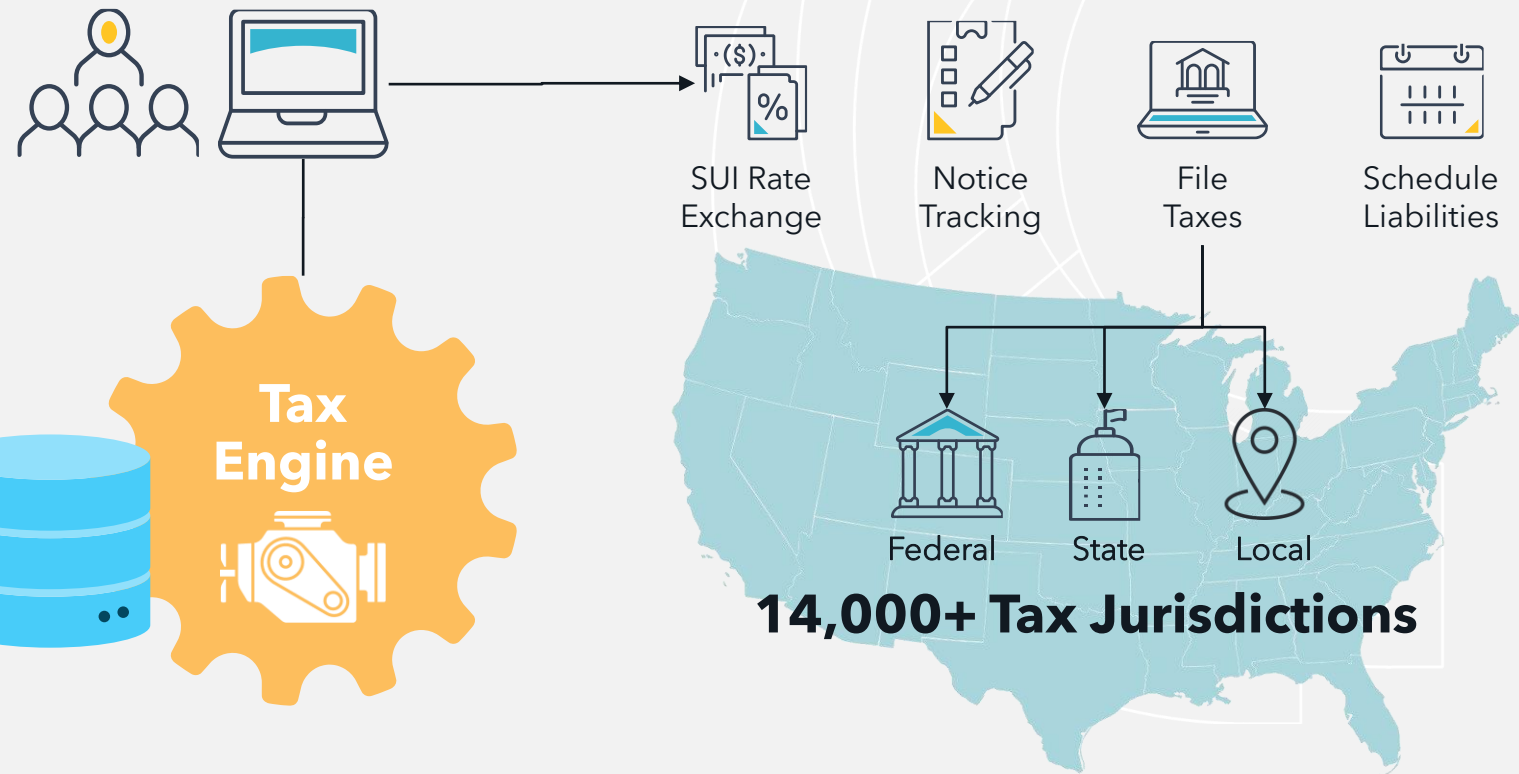 ($)
%
SUI Rate
Exchange
Notice
Tracking
File
Taxes
Schedule
Liabilities
Tax
Engine
Federal
State
Local
14,000+ Tax Jurisdictions